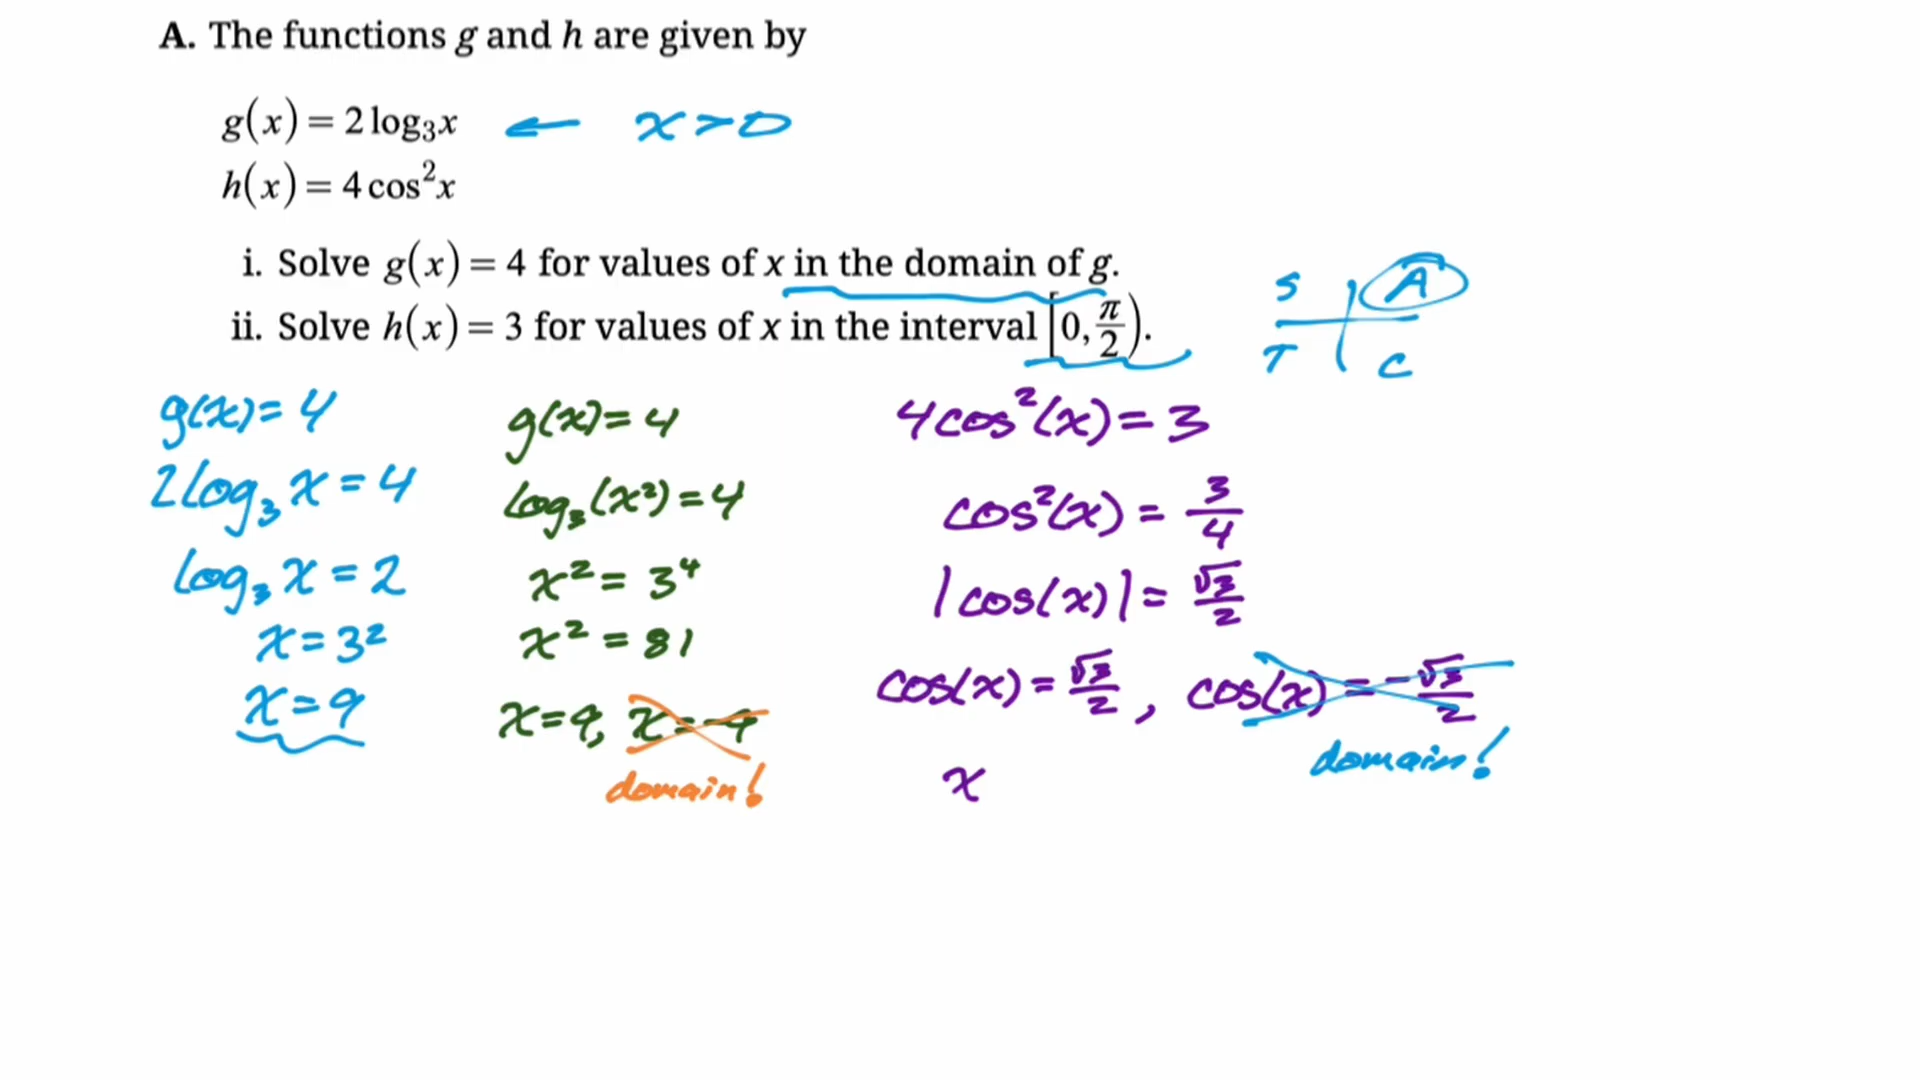 A. The functions g and h are given by
g(x) = 2 log₃x ← x > 0
h(x) = 4 cos²x
i. Solve g(x) = 4 for values of x in the domain of g.
ii. Solve h(x) = 3 for values of x in the interval [0, π/2).
S A
T C
g(x) = 4
2log₃ x = 4
log₃ x = 2
x = 3²
x = 9
g(x) = 4
log₃(x²) = 4
x² = 3⁴
x² = 81
x = 9, x = -9
domain!
4cos²(x) = 3
cos²(x) = 3/4
|cos(x)| = √3/2
cos(x) = √3/2, cos(x) = -√3/2
domain!
x